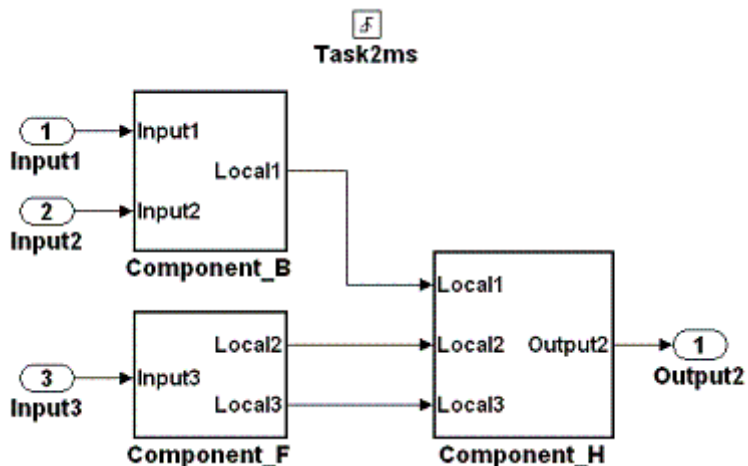 Task2ms
1
Input1
2
Input2
Input1
Input2
Local1
Component_B
3
Input3
Input3
Local2
Local3
Component_F
Local1
Local2
Local3
Output2
Component_H
1
Output2